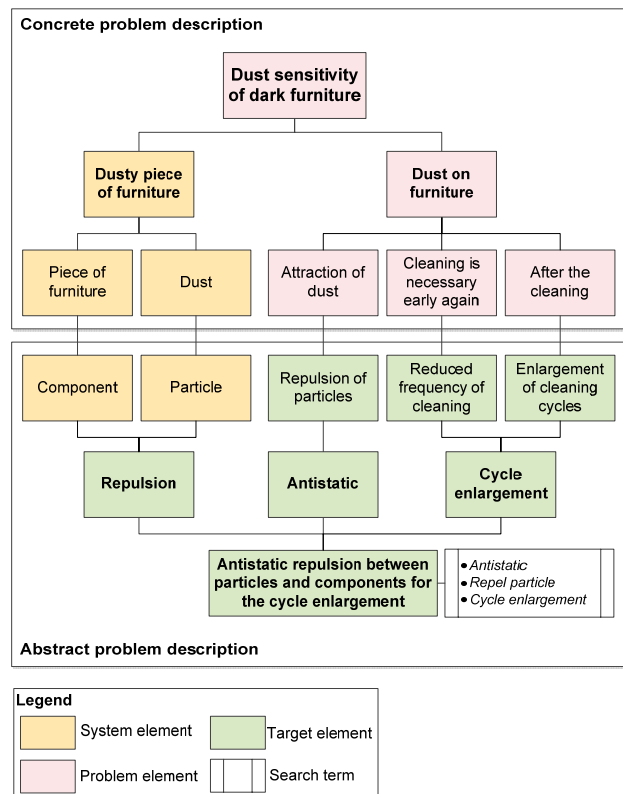 Concrete problem description
Dust sensitivity
of dark furniture
Dusty piece
of furniture
Dust on
furniture
Piece of
furniture
Dust
Attraction of
dust
Cleaning is
necessary
early again
After the
cleaning
Component
Particle
Repulsion of
particles
Reduced
frequency of
cleaning
Enlargement
of cleaning
cycles
Repulsion
Antistatic
Cycle
enlargement
Antistatic repulsion between
particles and components for
the cycle enlargement
• Antistatic
• Repel particle
• Cycle enlargement
Abstract problem description
Legend
System element
Target element
Problem element
Search term